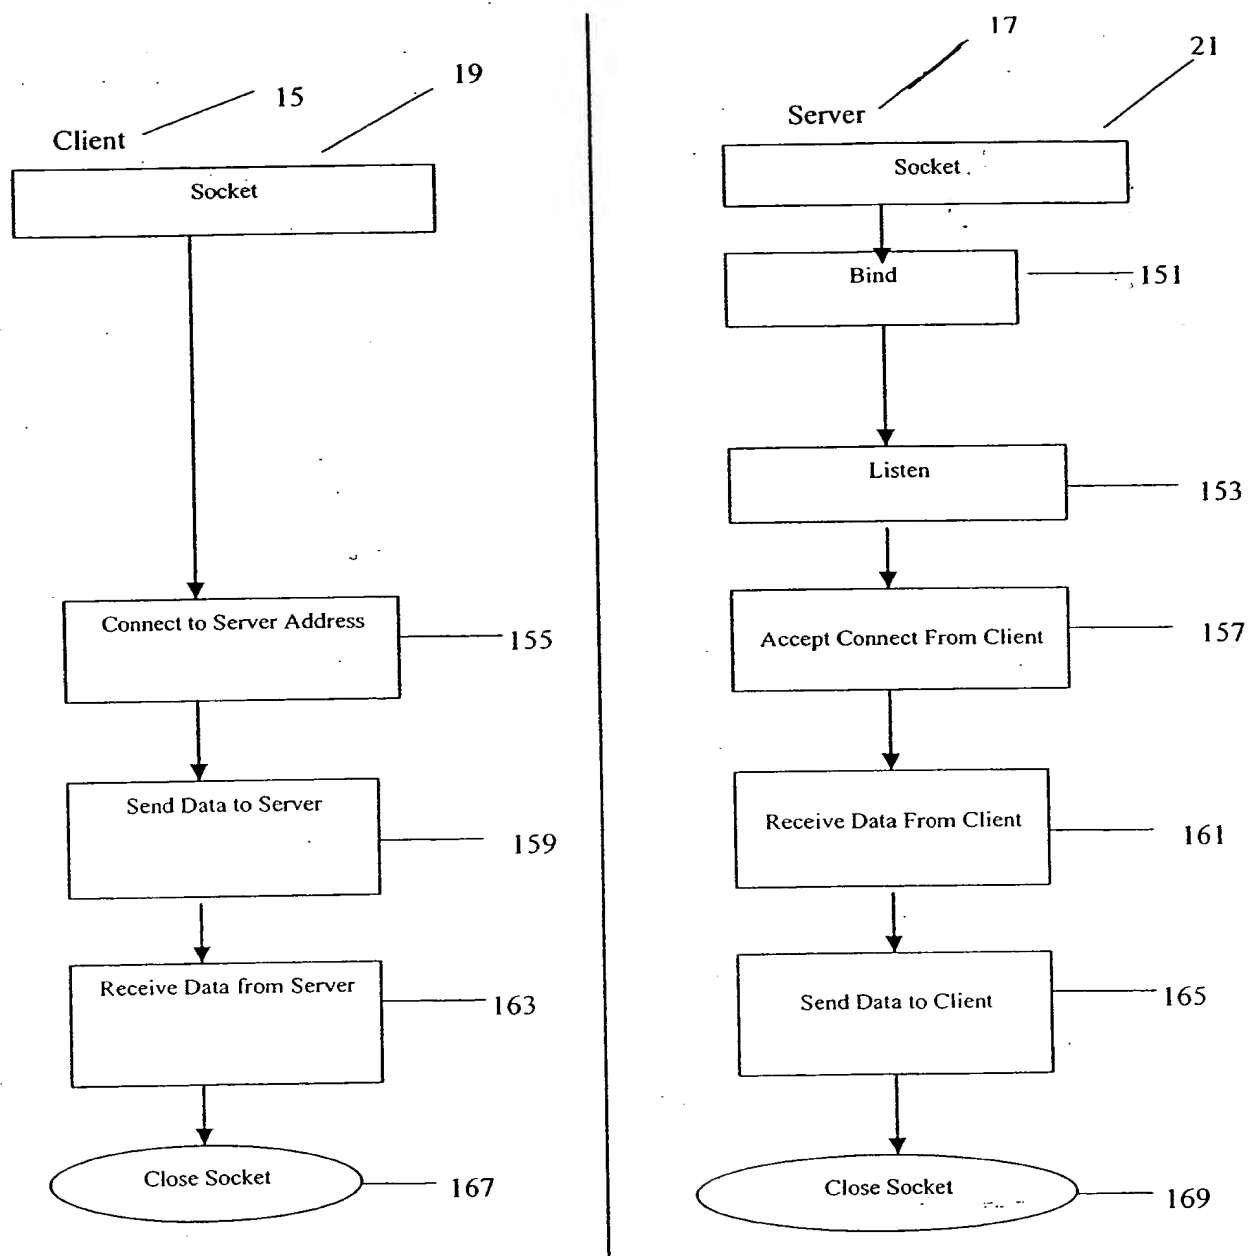 Client
15
19
Socket
Connect to Server Address
155
Send Data to Server
159
Receive Data from Server
163
Close Socket
167
Server
17
21
Socket
Bind
151
Listen
153
Accept Connect From Client
157
Receive Data From Client
161
Send Data to Client
165
Close Socket
169